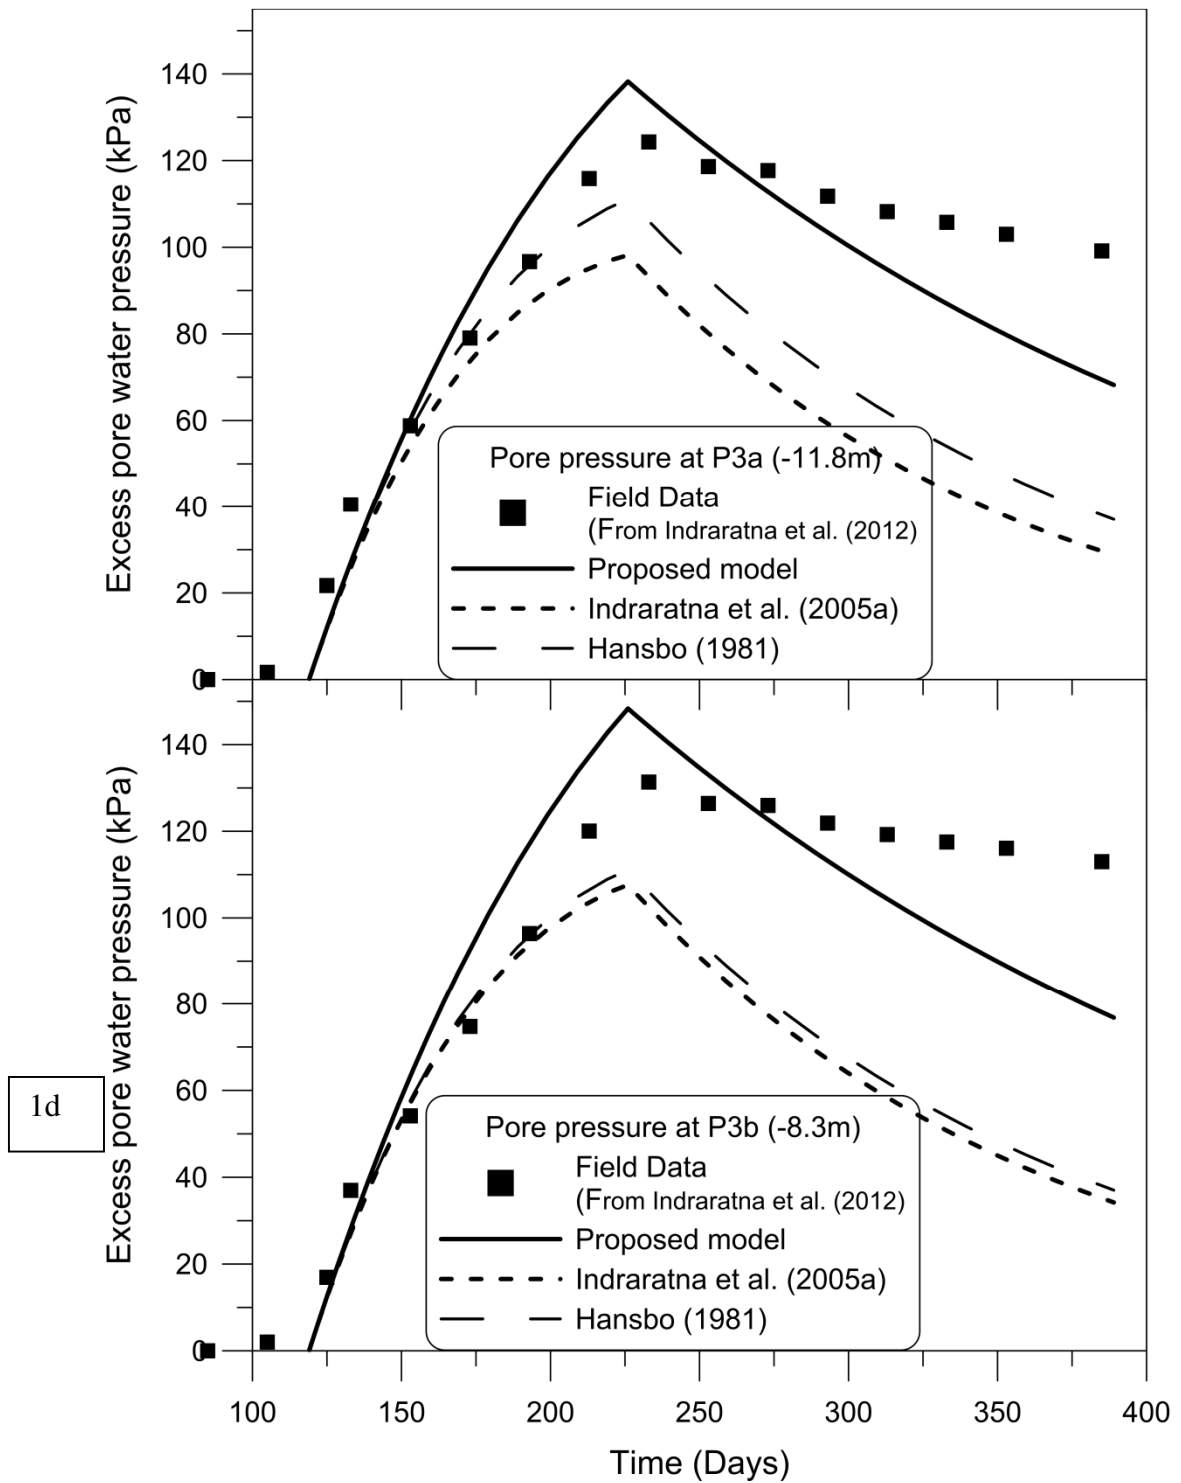 140
120
100
80
60
40
20
0
Excess pore water pressure (kPa)
Pore pressure at P3a (-11.8m)
Field Data
(From Indraratna et al. (2012)
Proposed model
Indraratna et al. (2005a)
Hansbo (1981)
140
120
100
80
60
40
20
0
Excess pore water pressure (kPa)
1d
Pore pressure at P3b (-8.3m)
Field Data
(From Indraratna et al. (2012)
Proposed model
Indraratna et al. (2005a)
Hansbo (1981)
100 150 200 250 300 350 400
Time (Days)